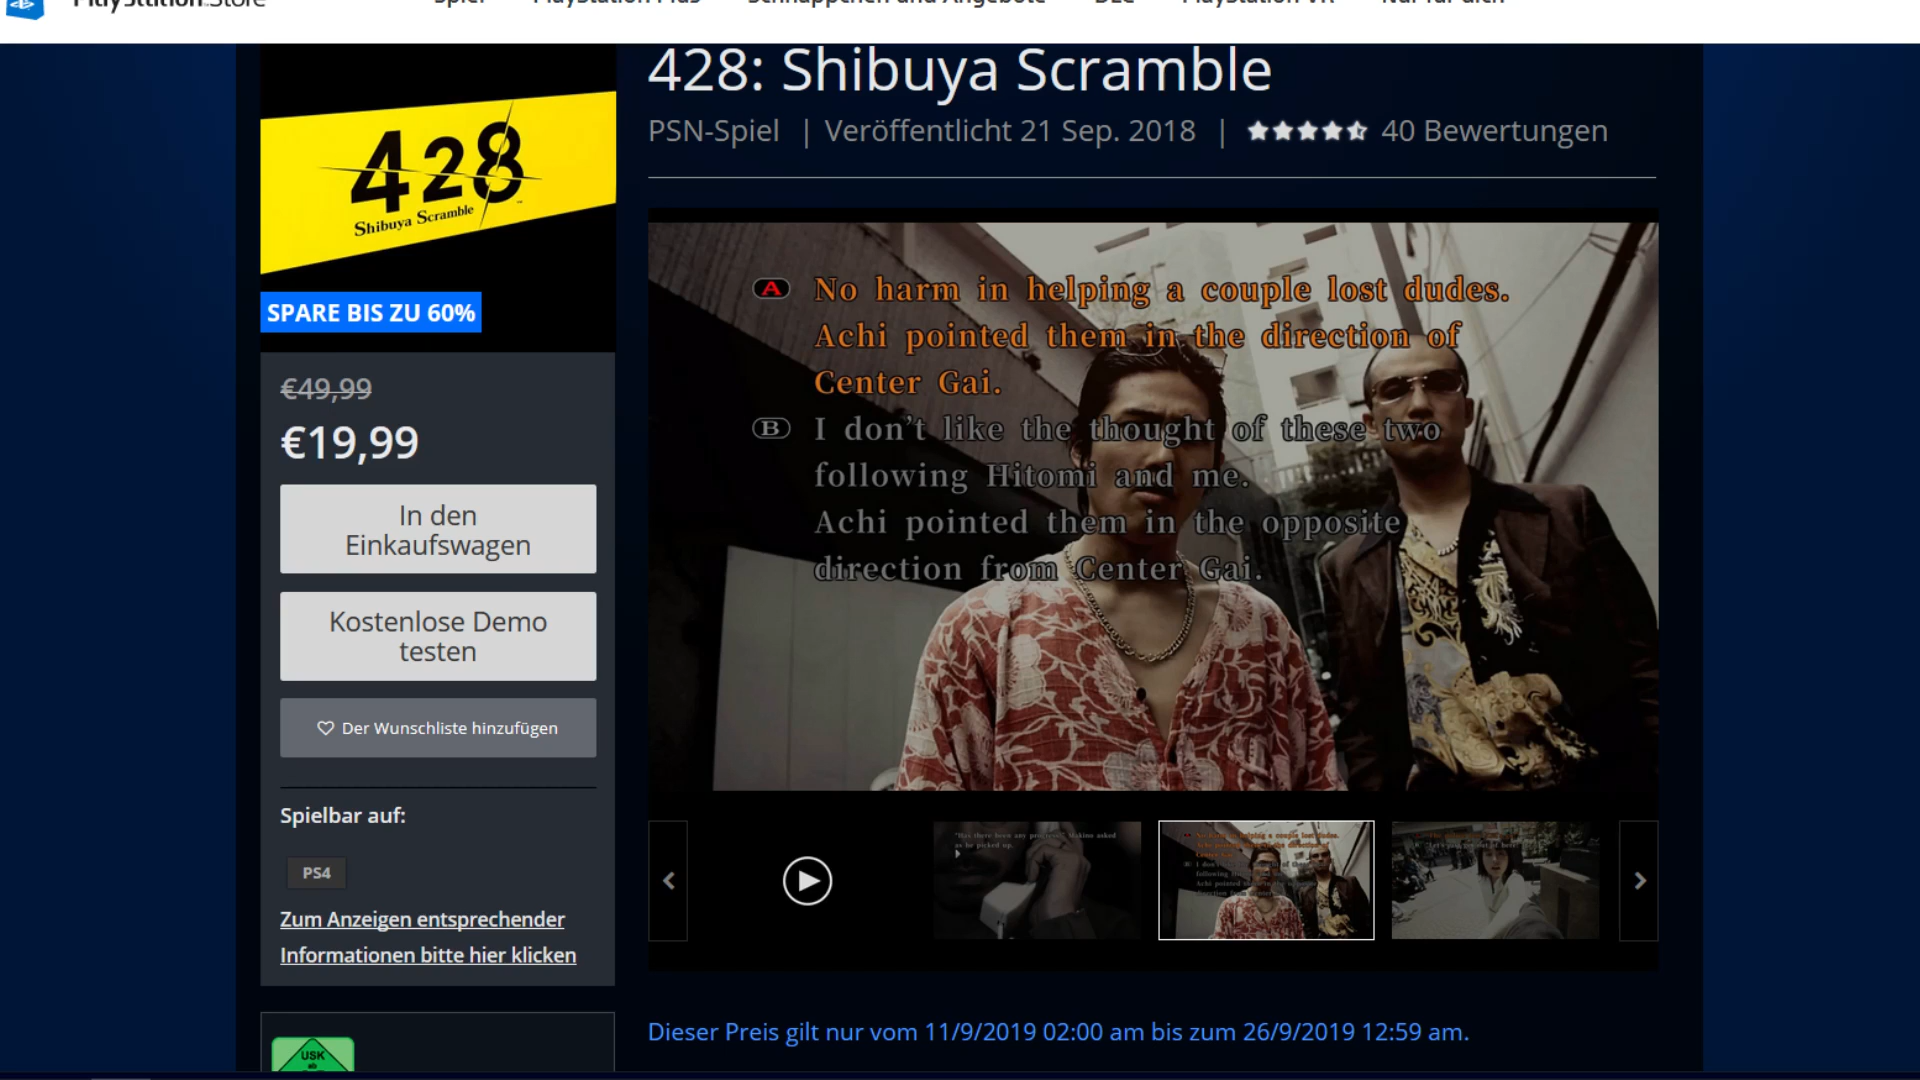 428: Shibuya Scramble
PSN-Spiel | Veröffentlicht 21 Sep. 2018 | 40 Bewertungen
428
Shibuya Scramble
SPARE BIS ZU 60%
€49,99
€19,99
In den
Einkaufswagen
Kostenlose Demo
testen
Der Wunschliste hinzufügen
Spielbar auf:
PS4
Zum Anzeigen entsprechender
Informationen bitte hier klicken
USK
ab
A No harm in helping a couple lost dudes.
Achi pointed them in the direction of
Center Gai.
B I don't like the thought of these two
following Hitomi and me.
Achi pointed them in the opposite
direction from Center Gai.
Dieser Preis gilt nur vom 11/9/2019 02:00 am bis zum 26/9/2019 12:59 am.